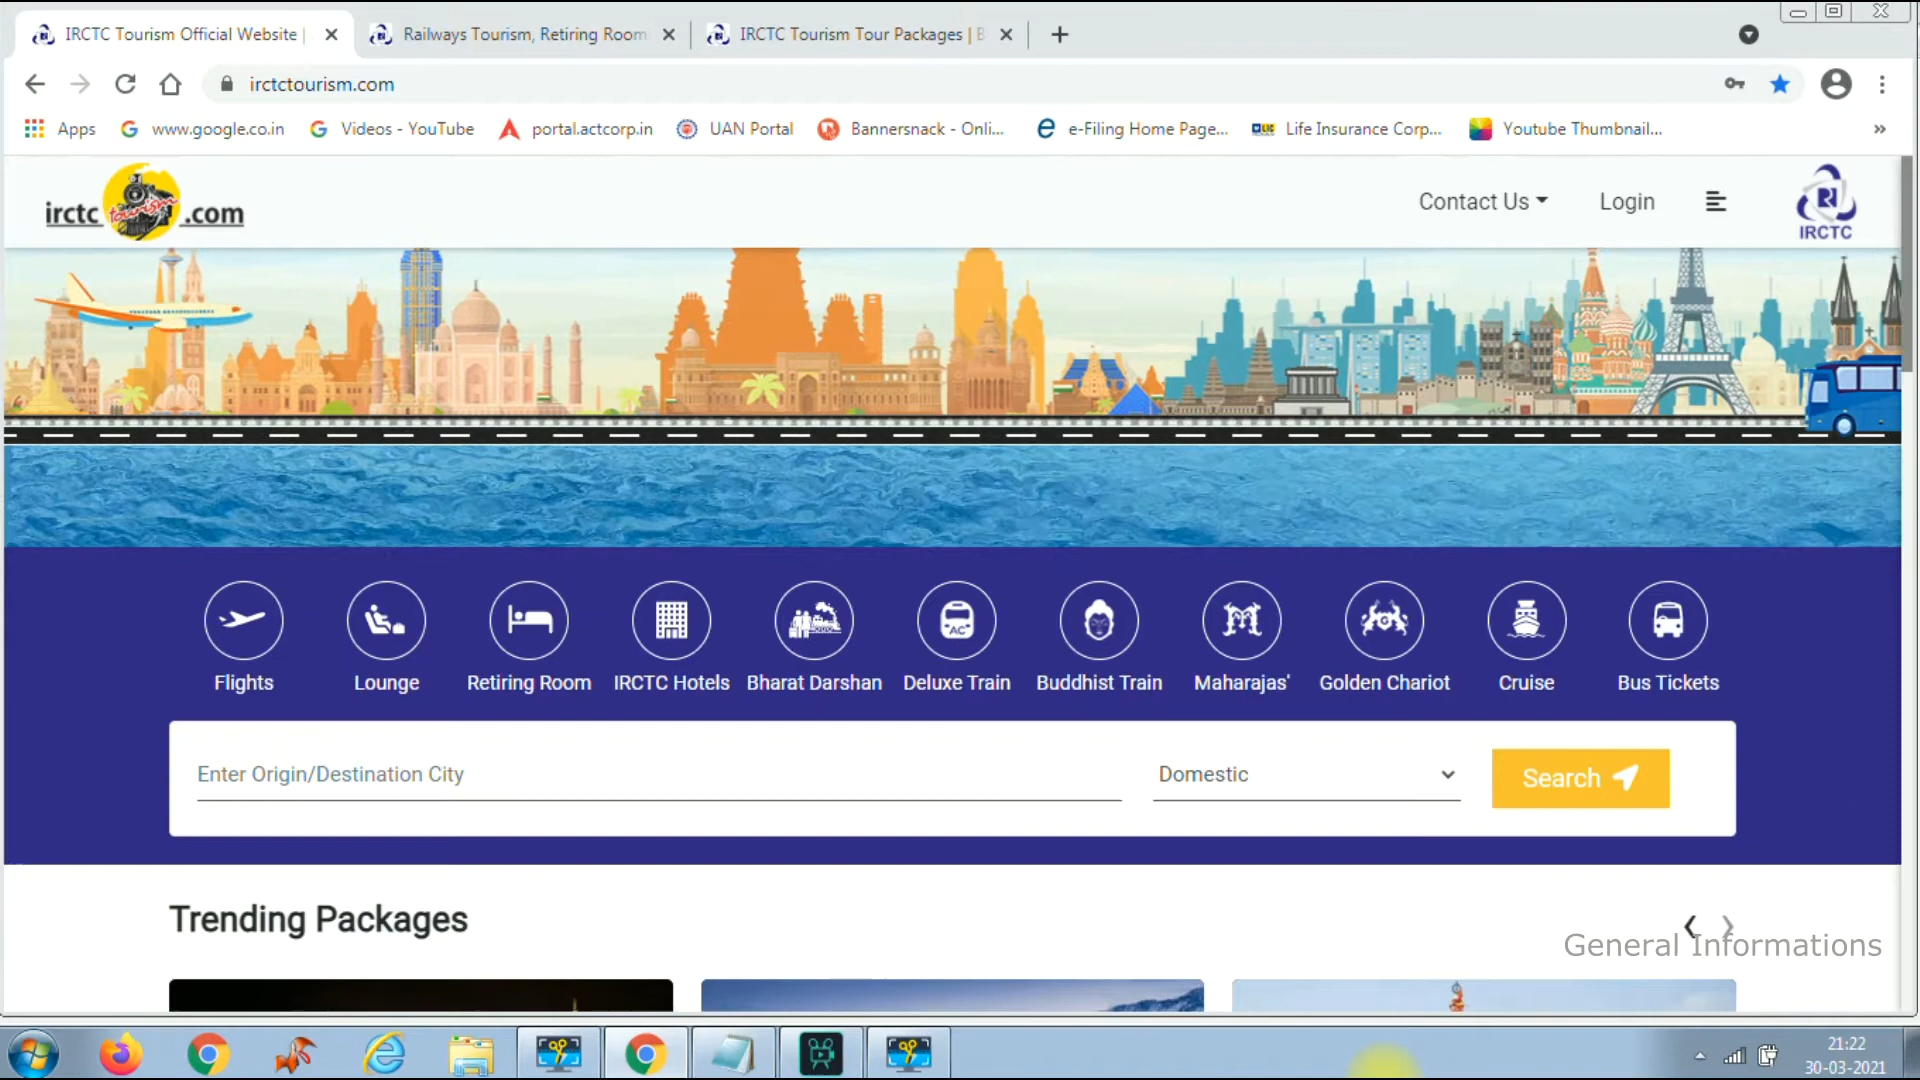 IRCTC Tourism Official Website |
Railways Tourism, Retiring Room
IRCTC Tourism Tour Packages | B
irctctourism.com
Apps
www.google.co.in
Videos - YouTube
portal.actcorp.in
UAN Portal
Bannersnack - Onli...
e-Filing Home Page...
LIC
Life Insurance Corp...
Youtube Thumbnail...
irctc tourism .com
Contact Us
Login
IRCTC
AC
Flights
Lounge
Retiring Room
IRCTC Hotels
Bharat Darshan
Deluxe Train
Buddhist Train
Maharajas'
Golden Chariot
Cruise
Bus Tickets
Enter Origin/Destination City
Domestic
Search
Trending Packages
General Informations
21:22
30-03-2021